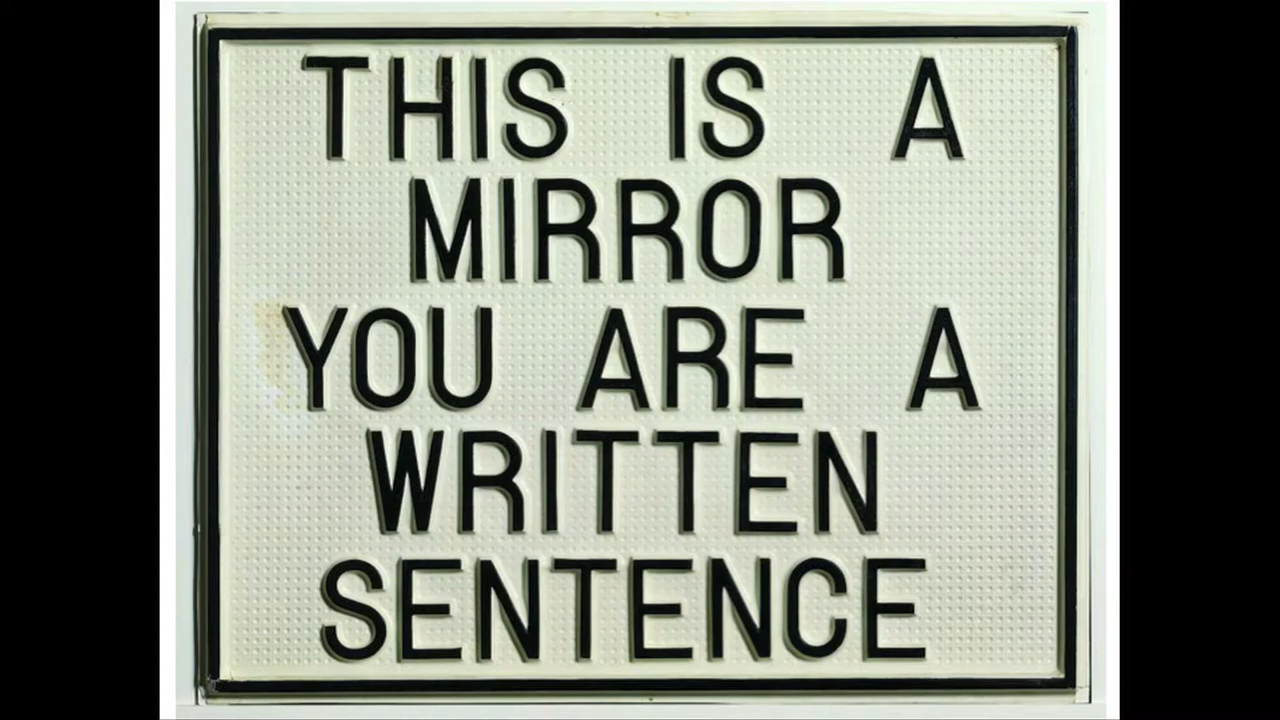 THIS IS A
MIRROR
YOU ARE A
WRITTEN
SENTENCE